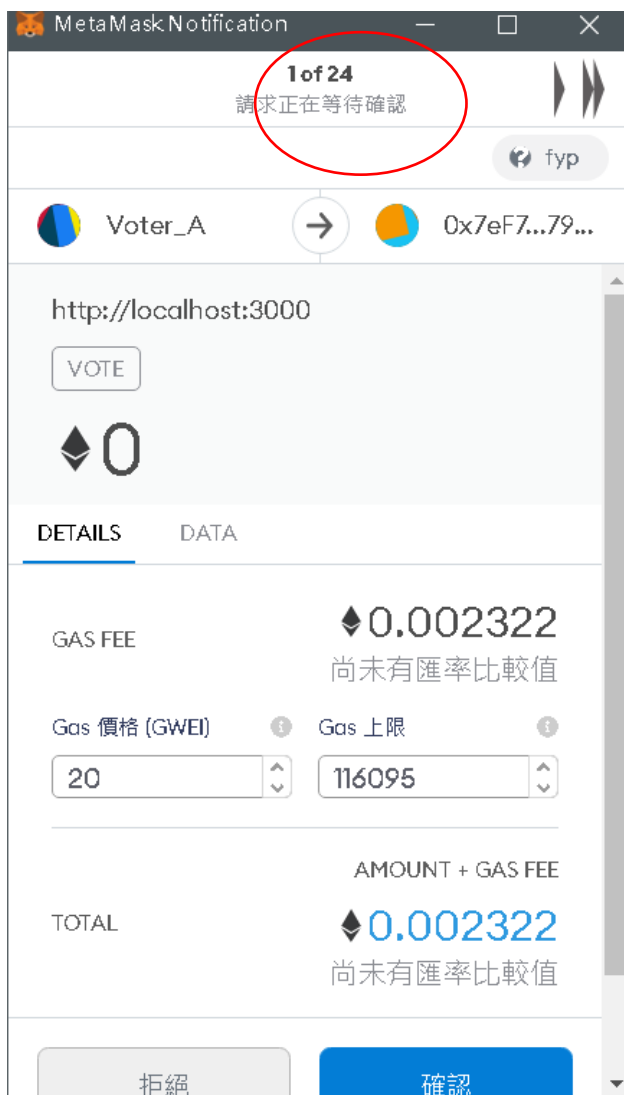 MetaMask Notification
1 of 24
請求正在等待確認
fyp
Voter_A
0x7eF7...79...
http://localhost:3000
VOTE
0
DETAILS DATA
GAS FEE
0.002322
尚未有匯率比較值
Gas 價格 (GWEI) Gas 上限
20 116095
AMOUNT + GAS FEE
TOTAL
0.002322
尚未有匯率比較值
拒絕 確認